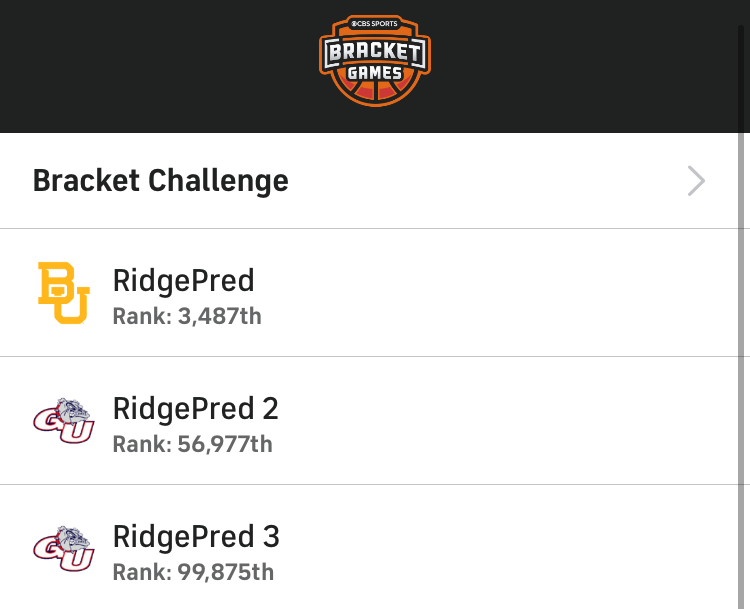 CBS SPORTS
BRACKET
GAMES
Bracket Challenge
BU
RidgePred
Rank: 3,487th
GU
RidgePred 2
Rank: 56,977th
GU
RidgePred 3
Rank: 99,875th